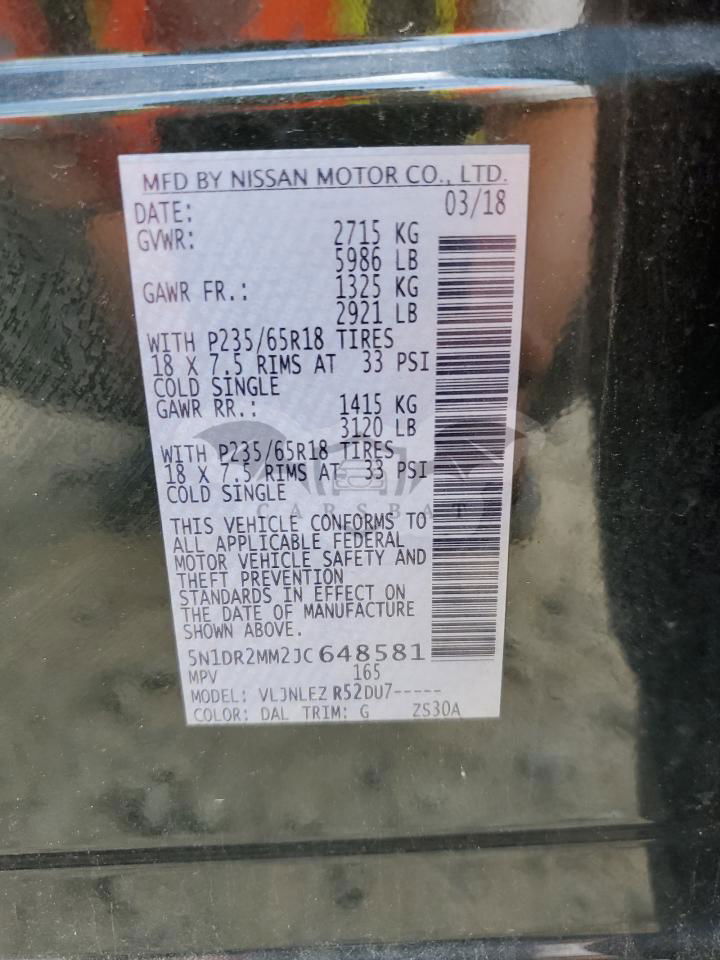 MFD BY NISSAN MOTOR CO., LTD.
DATE: 03/18
GVWR: 2715 KG
5986 LB
GAWR FR.: 1325 KG
2921 LB
WITH P235/65R18 TIRES
18 X 7.5 RIMS AT 33 PSI
COLD SINGLE
GAWR RR.: 1415 KG
3120 LB
WITH P235/65R18 TIRES
18 X 7.5 RIMS AT 33 PSI
COLD SINGLE
CARSBAT
THIS VEHICLE CONFORMS TO
ALL APPLICABLE FEDERAL
MOTOR VEHICLE SAFETY AND
THEFT PREVENTION
STANDARDS IN EFFECT ON
THE DATE OF MANUFACTURE
SHOWN ABOVE.
5N1DR2MM2JC648581
MPV 165
MODEL: VLJNLEZ R52DU7-----
COLOR: DAL TRIM: G ZS30A